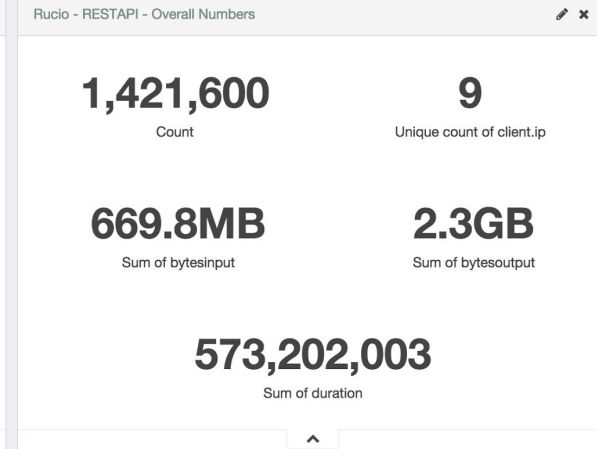 Rucio - RESTAPI - Overall Numbers
1,421,600
Count
9
Unique count of client.ip
669.8MB
Sum of bytesinput
2.3GB
Sum of bytesoutput
573,202,003
Sum of duration